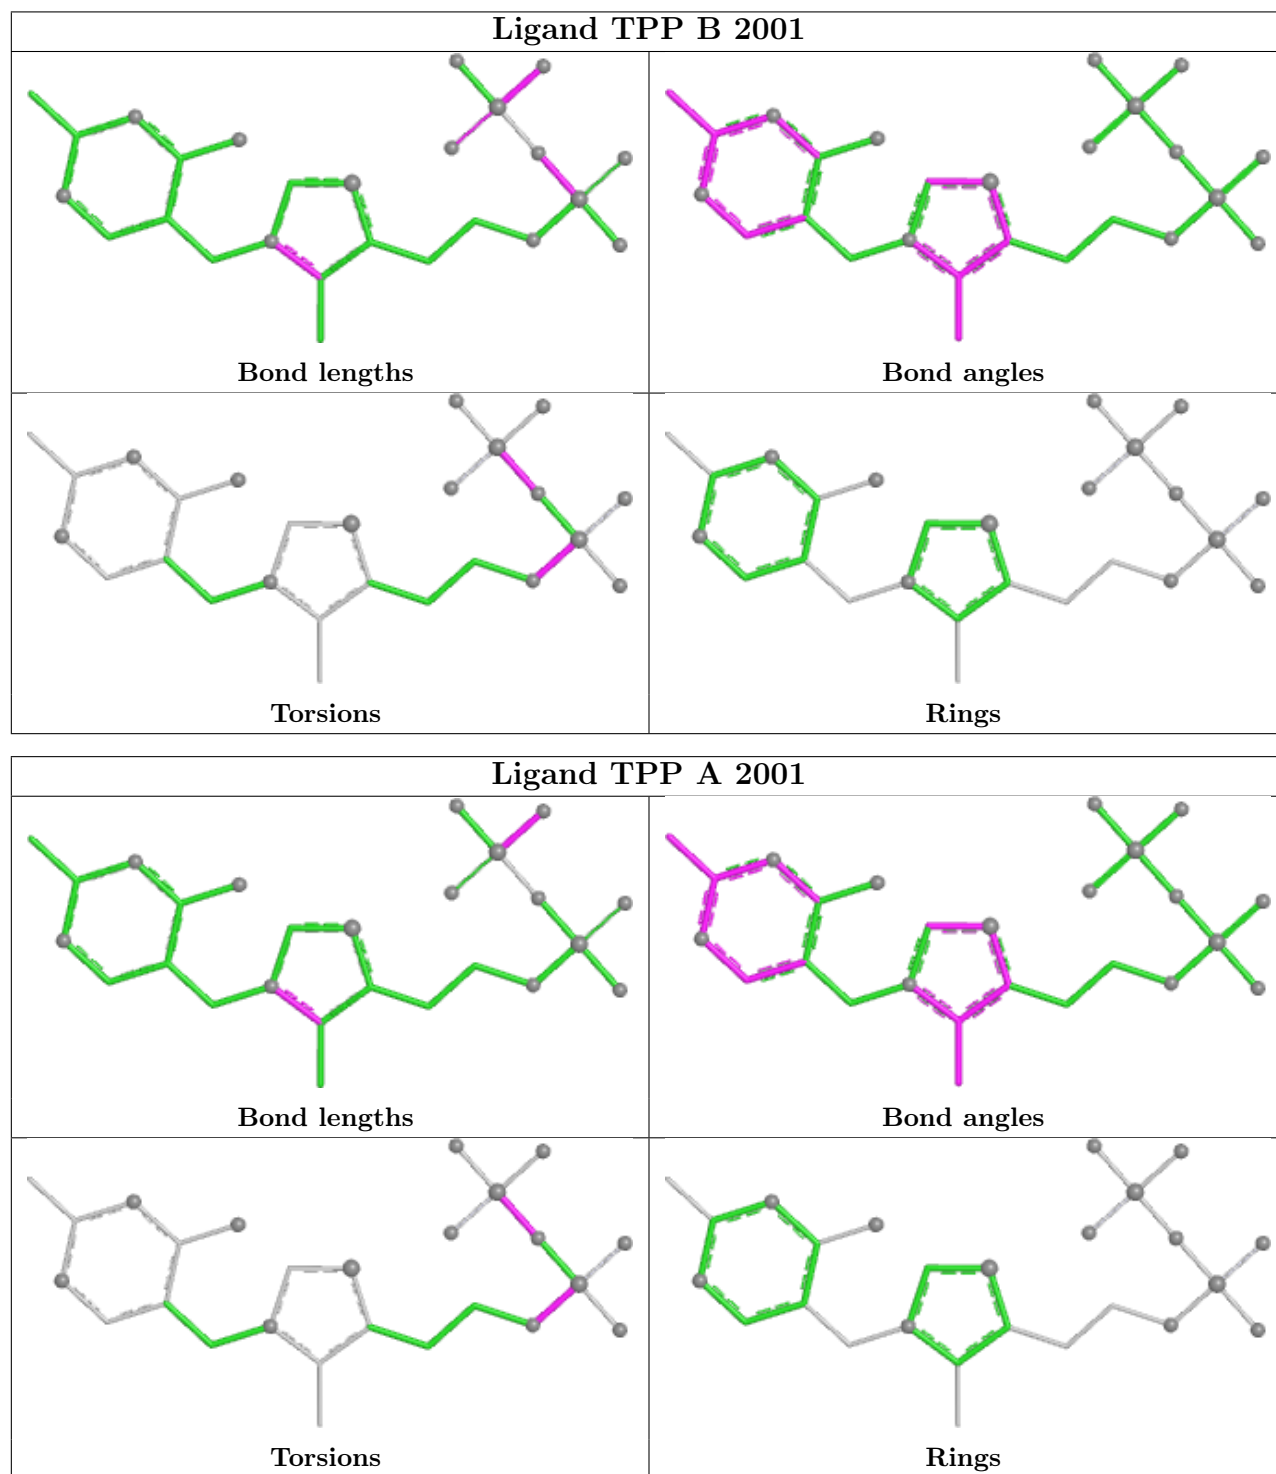 Ligand TPP B 2001
Bond lengths
Bond angles
Torsions
Rings
Ligand TPP A 2001
Bond lengths
Bond angles
Torsions
Rings